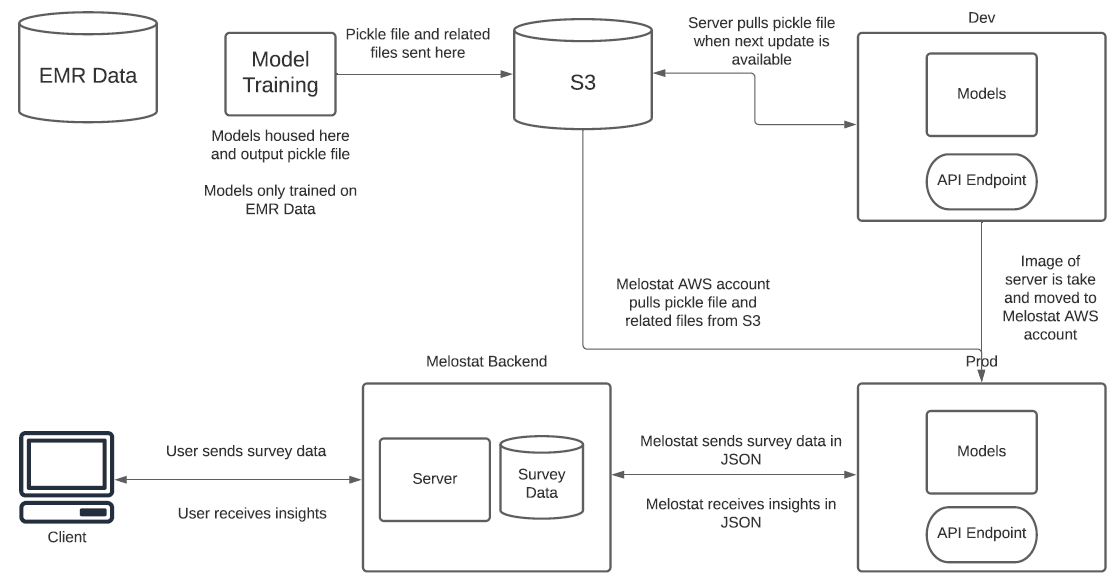 EMR Data
Model
Training
Models housed here
and output pickle file
Models only trained on
EMR Data
Pickle file and related
files sent here
S3
Server pulls pickle file
when next update is
available
Dev
Models
API Endpoint
Image of
server is take
and moved to
Melostat AWS
account
Melostat AWS account
pulls pickle file and
related files from S3
Prod
Models
API Endpoint
Melostat Backend
Server
Survey
Data
Melostat sends survey data in
JSON
Melostat receives insights in
JSON
User sends survey data
User receives insights
Client